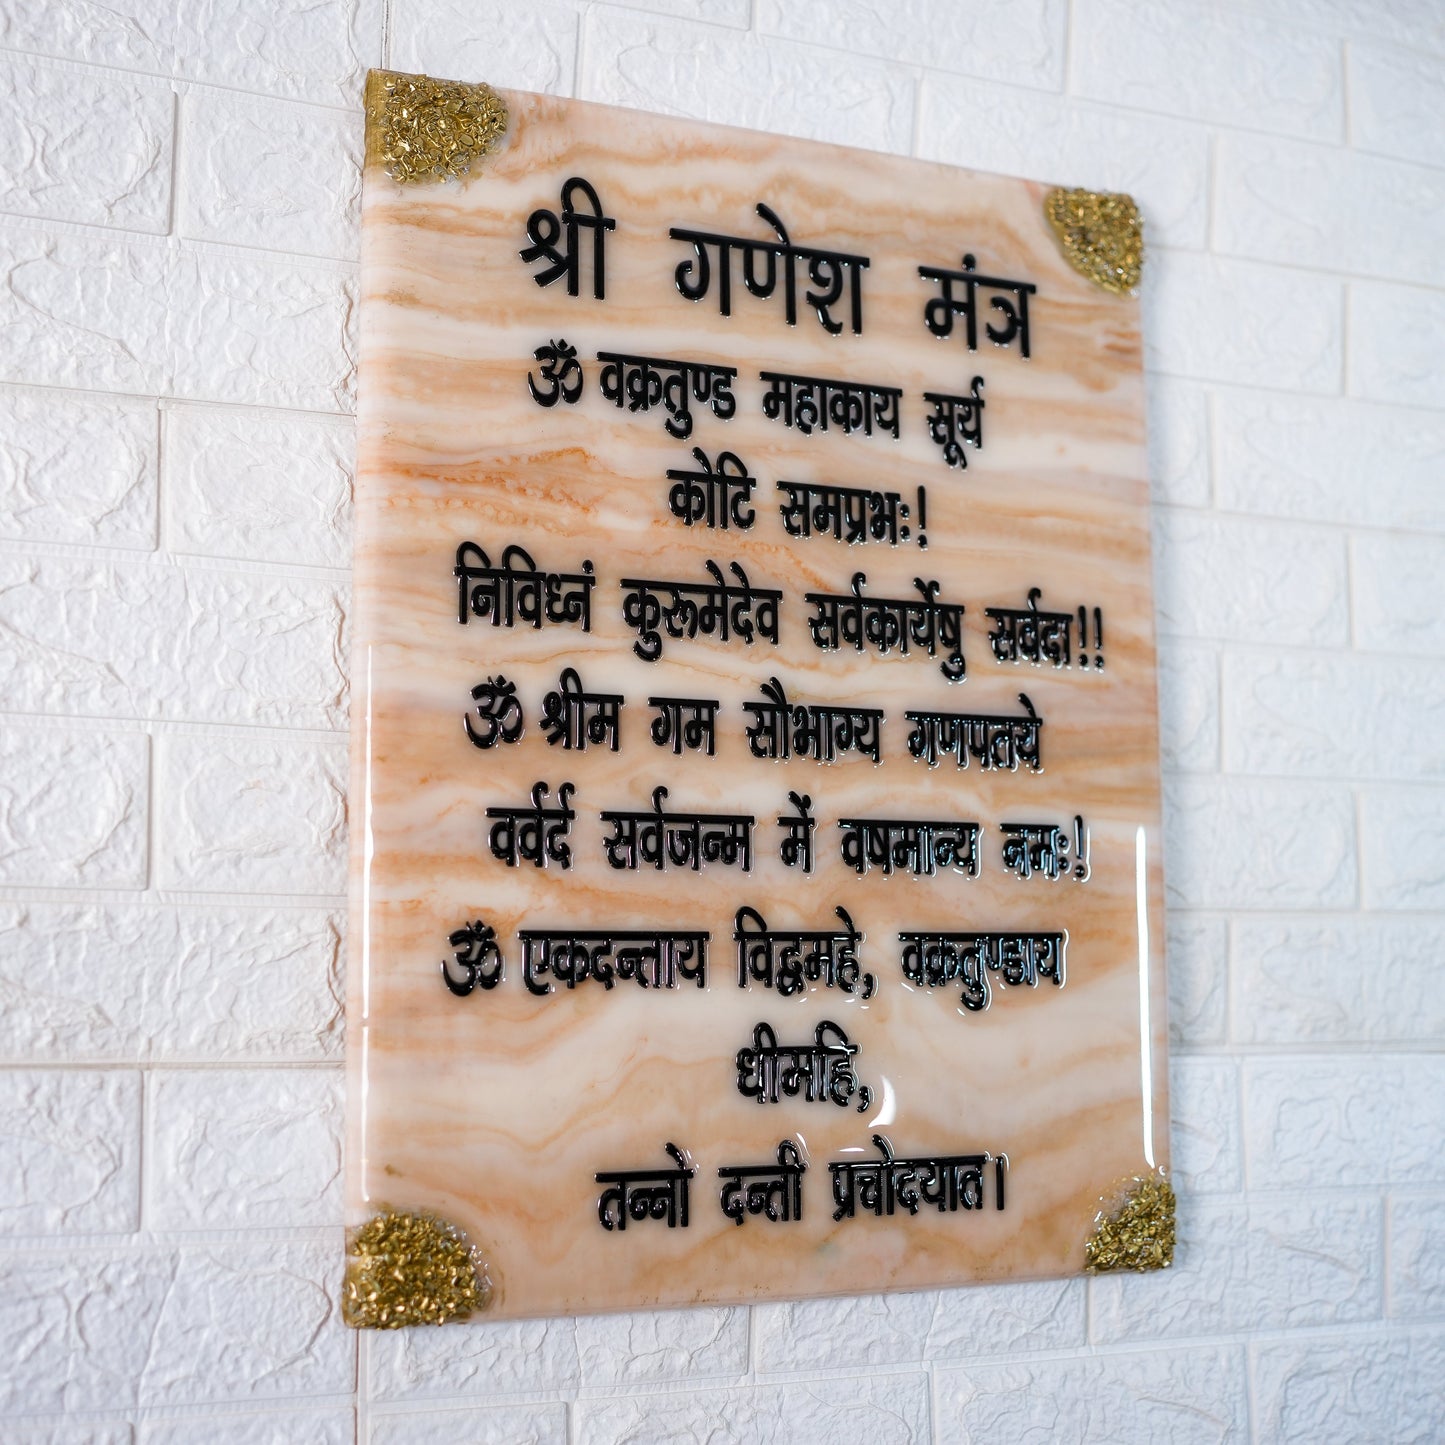 श्री गणेश मंत्र
ॐ वक्रतुण्ड महाकाय सूर्य
कोटि समप्रभः!
निविध्नं कुरूमेदेव सर्वकार्येषु सर्वदा!!
ॐ श्रीम गम सौभाग्य गणपतये
वर्वर्द सर्वजन्म में वषमान्य नमः!
ॐ एकदन्ताय विद्वमहे, वक्रतुण्डाय
धीमहि,
तन्नो दन्ती प्रचोदयात।